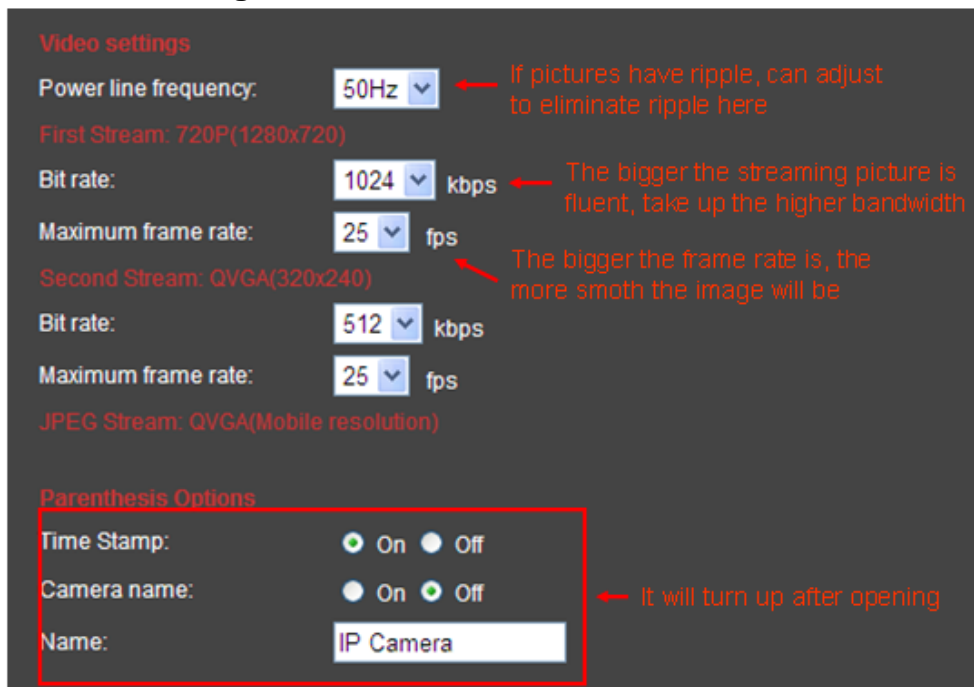 Video settings
Power line frequency: 50Hz
If pictures have ripple, can adjust
to eliminate ripple here
First Stream: 720P(1280x720)
Bit rate: 1024 kbps
The bigger the streaming picture is
fluent, take up the higher bandwidth
Maximum frame rate: 25 fps
The bigger the frame rate is, the
more smoth the image will be
Second Stream: QVGA(320x240)
Bit rate: 512 kbps
Maximum frame rate: 25 fps
JPEG Stream: QVGA(Mobile resolution)
Parenthesis Options
Time Stamp: On Off
Camera name: On Off
It will turn up after opening
Name: IP Camera